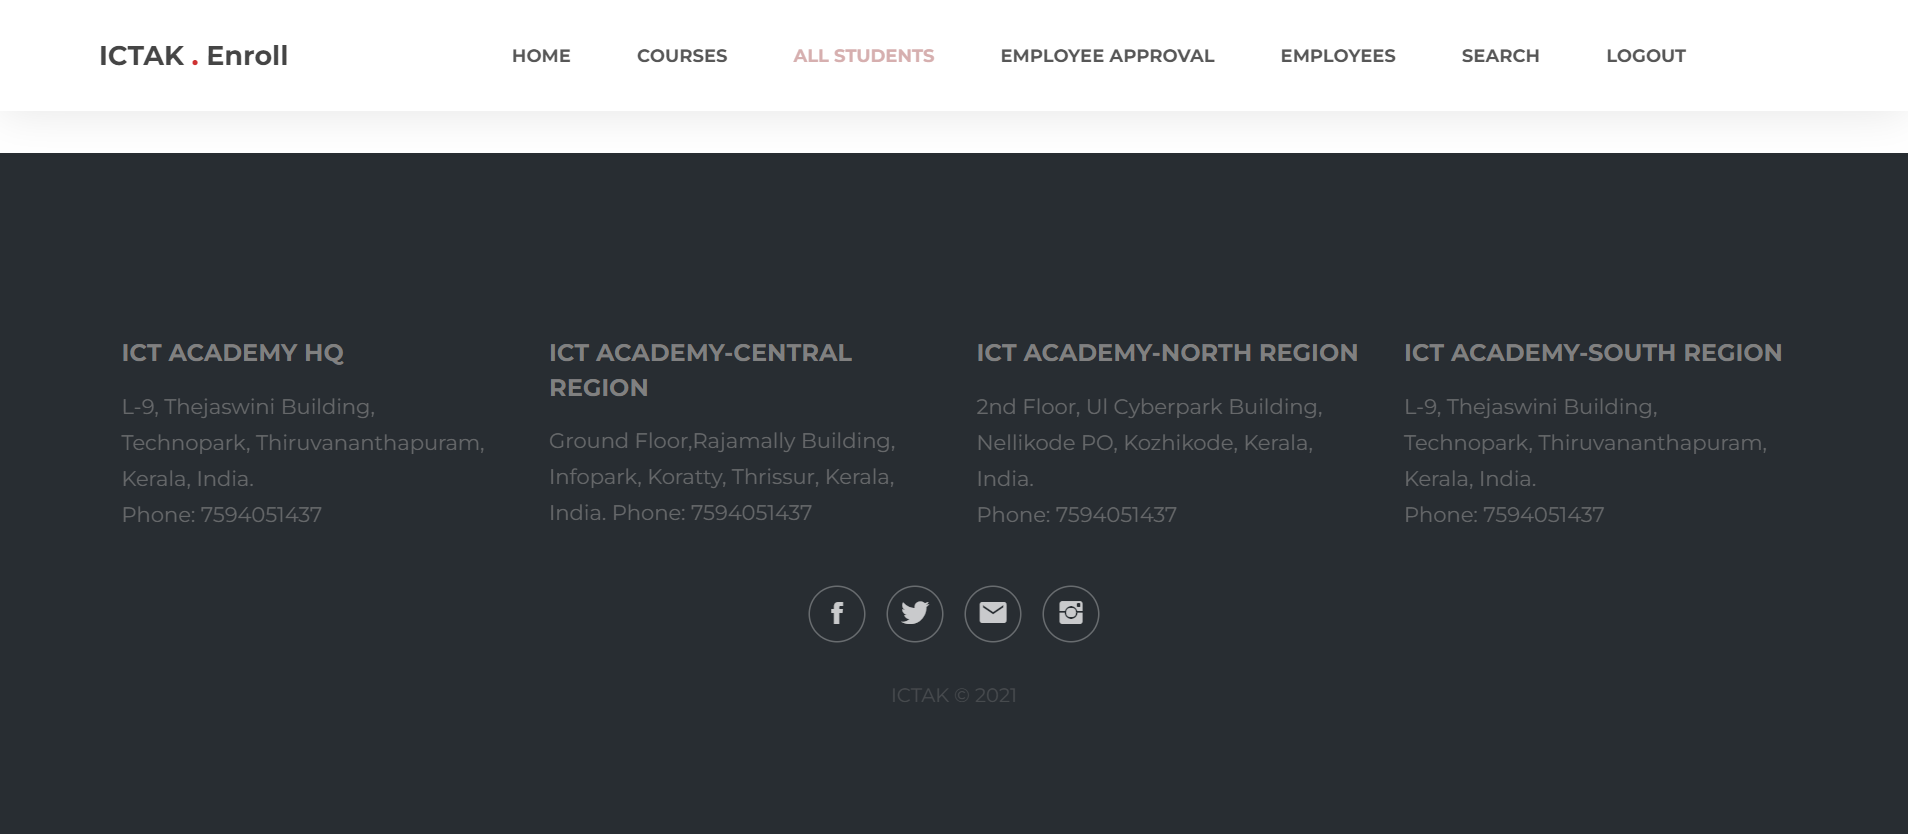 ICTAK . Enroll
HOME
COURSES
ALL STUDENTS
EMPLOYEE APPROVAL
EMPLOYEES
SEARCH
LOGOUT
ICT ACADEMY HQ
L-9, Thejaswini Building,
Technopark, Thiruvananthapuram,
Kerala, India.
Phone: 7594051437
ICT ACADEMY-CENTRAL
REGION
Ground Floor,Rajamally Building,
Infopark, Koratty, Thrissur, Kerala,
India. Phone: 7594051437
ICT ACADEMY-NORTH REGION
2nd Floor, Ul Cyberpark Building,
Nellikode PO, Kozhikode, Kerala,
India.
Phone: 7594051437
ICT ACADEMY-SOUTH REGION
L-9, Thejaswini Building,
Technopark, Thiruvananthapuram,
Kerala, India.
Phone: 7594051437
ICTAK © 2021